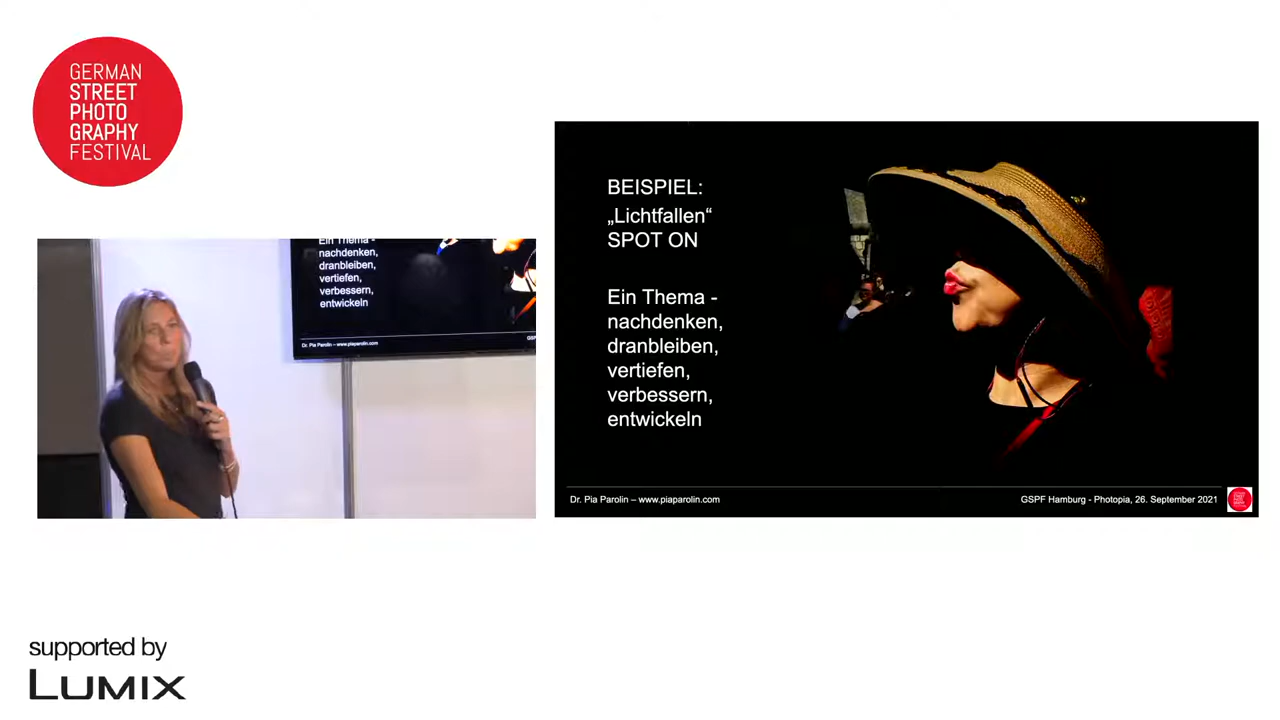 GERMAN
STREET
PHOTO
GRAPHY
FESTIVAL
Ein Thema -
nachdenken,
dranbleiben,
vertiefen,
verbessern,
entwickeln
Dr. Pia Parolin – www.piaparolin.com
BEISPIEL:
„Lichtfallen“
SPOT ON
Ein Thema -
nachdenken,
dranbleiben,
vertiefen,
verbessern,
entwickeln
Dr. Pia Parolin – www.piaparolin.com
GSPF Hamburg - Photopia, 26. September 2021
supported by
LUMIX